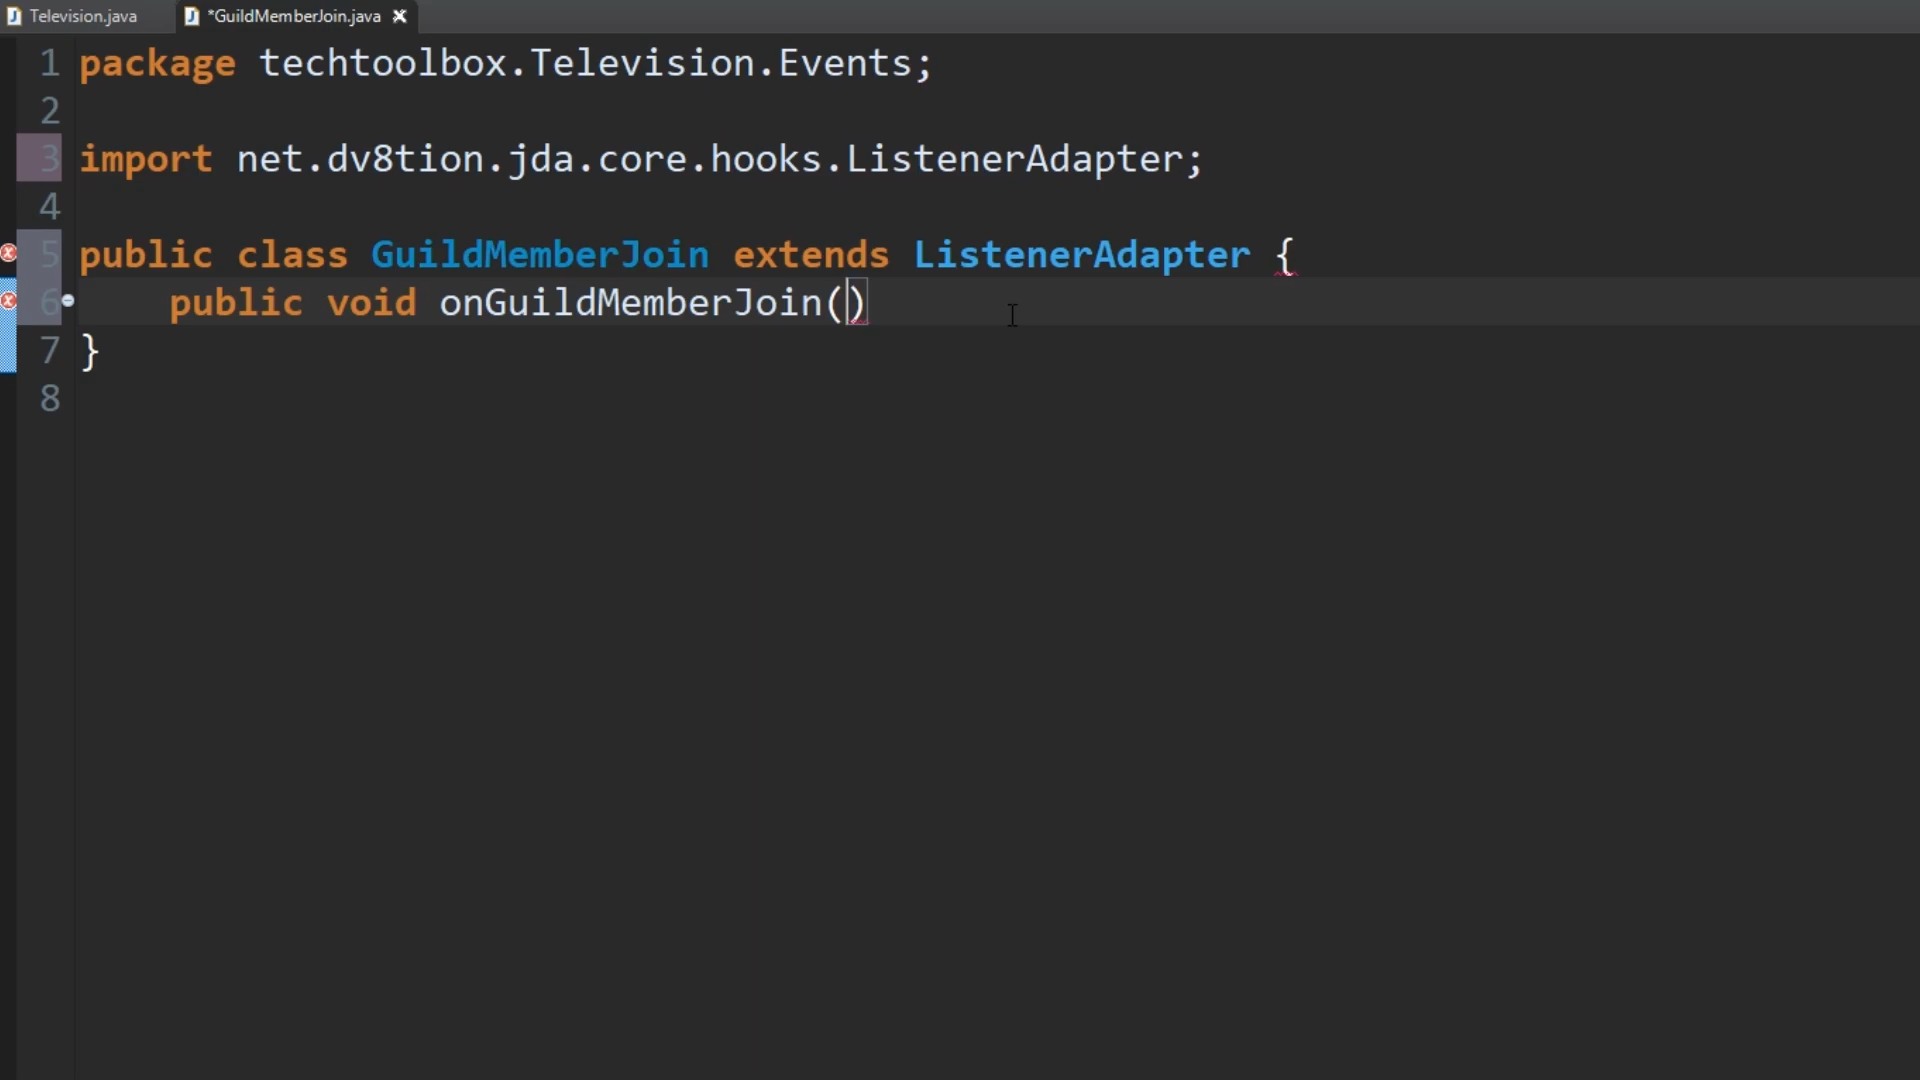 Television.java *GuildMemberJoin.java
1 package techtoolbox.Television.Events;
2
3 import net.dv8tion.jda.core.hooks.ListenerAdapter;
4
5 public class GuildMemberJoin extends ListenerAdapter {
6 public void onGuildMemberJoin()
7 }
8